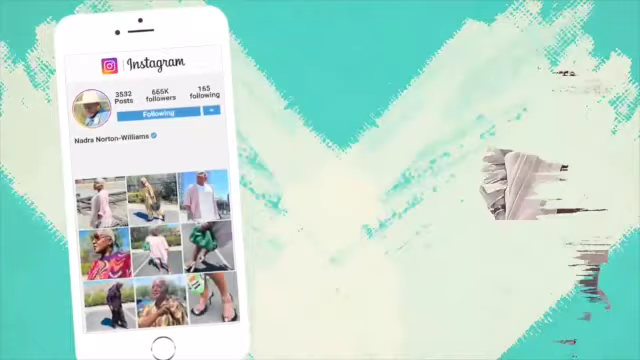 Instagram
3532 665K 165
Posts followers following
Following
Nadra Norton-Williams